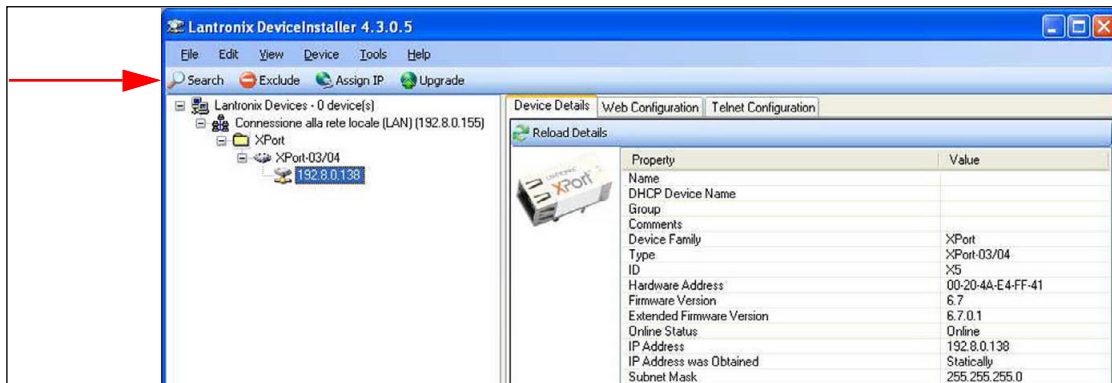 Lantronix DeviceInstaller 4.3.0.5
File Edit View Device Tools Help
Search Exclude Assign IP Upgrade
Lantronix Devices - 0 device(s)
Connessione alla rete locale (LAN) (192.8.0.155)
XPort
XPort-03/04
192.8.0.138
Device Details Web Configuration Telnet Configuration
Reload Details
LANTRONIX
XPort
Property Value
Name
DHCP Device Name
Group
Comments
Device Family XPort
Type XPort-03/04
ID X5
Hardware Address 00-20-4A-E4-FF-41
Firmware Version 6.7
Extended Firmware Version 6.7.0.1
Online Status Online
IP Address 192.8.0.138
IP Address was Obtained Statically
Subnet Mask 255.255.255.0